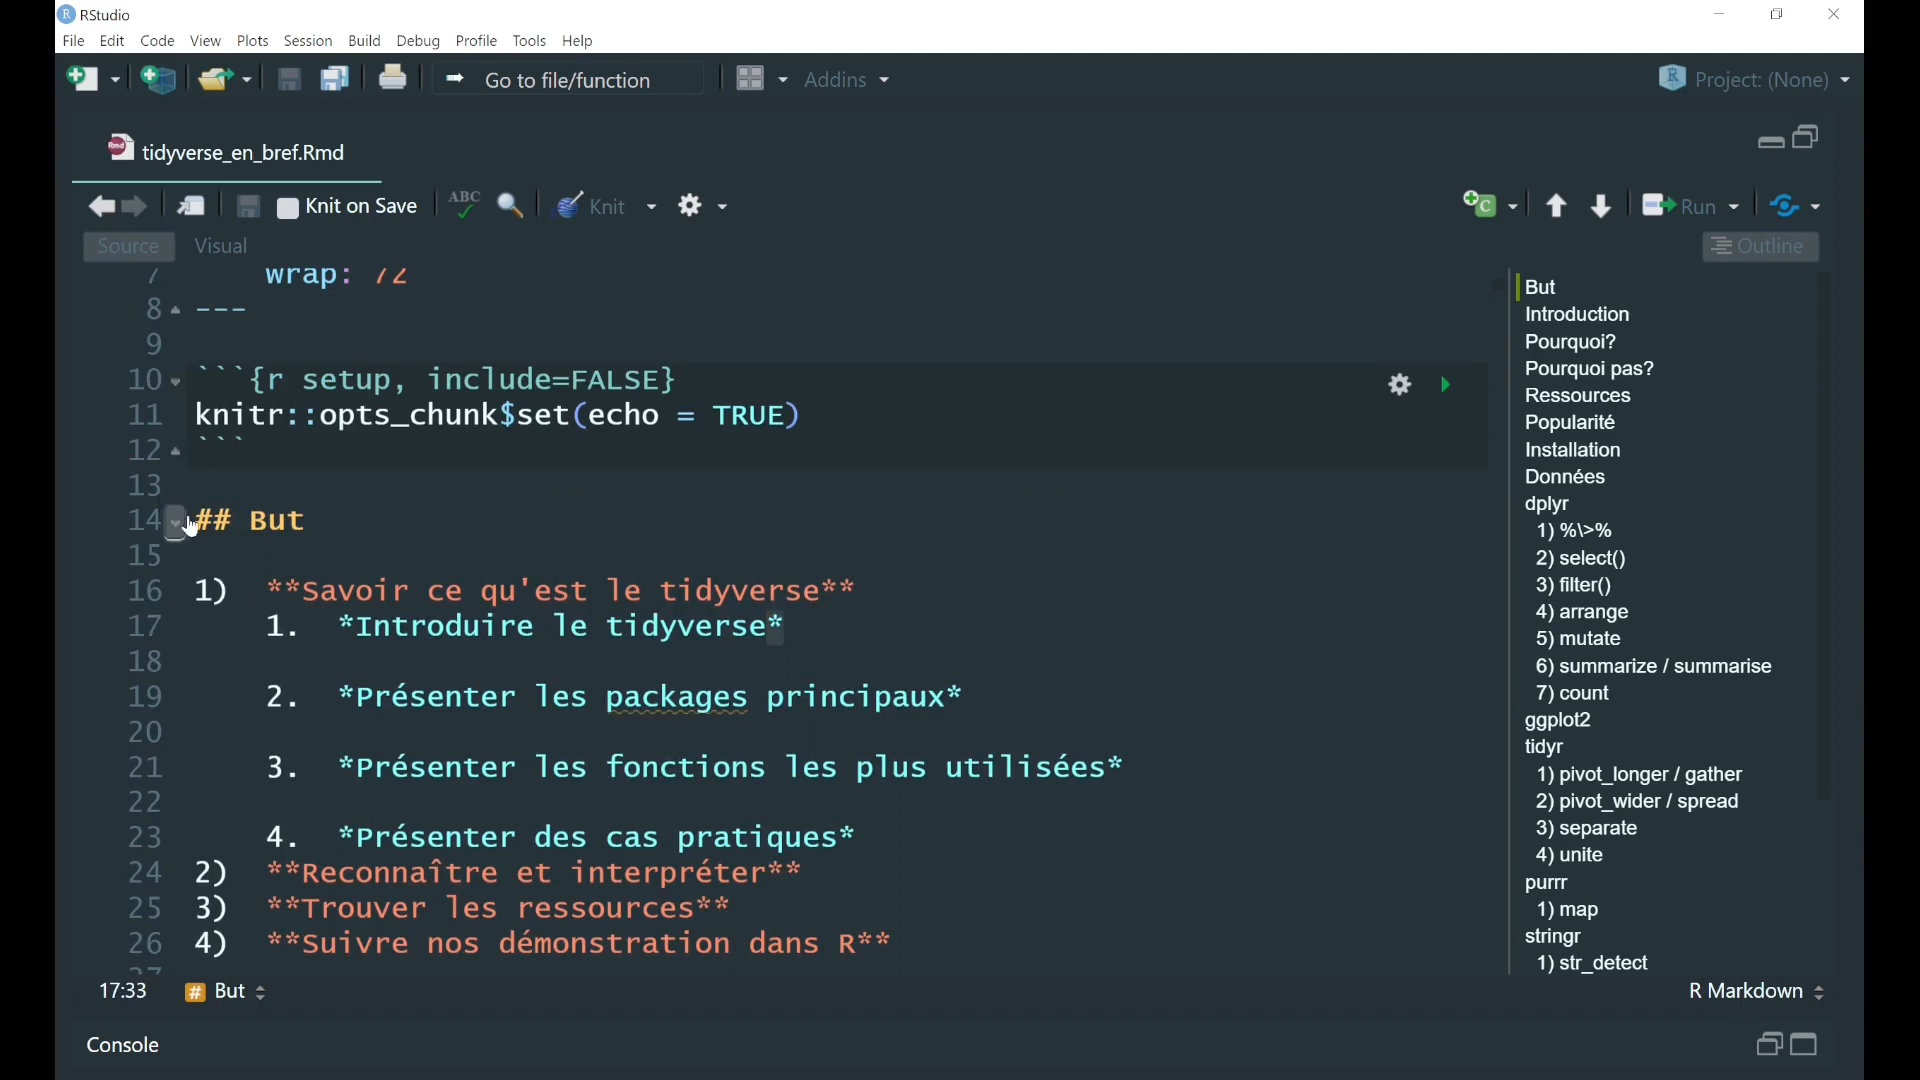 RStudio
File Edit Code View Plots Session Build Debug Profile Tools Help
Go to file/function Addins Project: (None)
tidyverse_en_bref.Rmd
Knit on Save ABC Knit Run
Source Visual Outline
7 wrap: 72
8 ---
9
10 ```{r setup, include=FALSE}
11 knitr::opts_chunk$set(echo = TRUE)
12 ```
13
14 ## But
15
16 1) **Savoir ce qu'est le tidyverse**
17 1. *Introduire le tidyverse*
18
19 2. *Présenter les packages principaux*
20
21 3. *Présenter les fonctions les plus utilisées*
22
23 4. *Présenter des cas pratiques*
24 2) **Reconnaître et interpréter**
25 3) **Trouver les ressources**
26 4) **Suivre nos démonstration dans R**
27
But
Introduction
Pourquoi?
Pourquoi pas?
Ressources
Popularité
Installation
Données
dplyr
1) %\>%
2) select()
3) filter()
4) arrange
5) mutate
6) summarize / summarise
7) count
ggplot2
tidyr
1) pivot_longer / gather
2) pivot_wider / spread
3) separate
4) unite
purrr
1) map
stringr
1) str_detect
17:33 # But R Markdown
Console